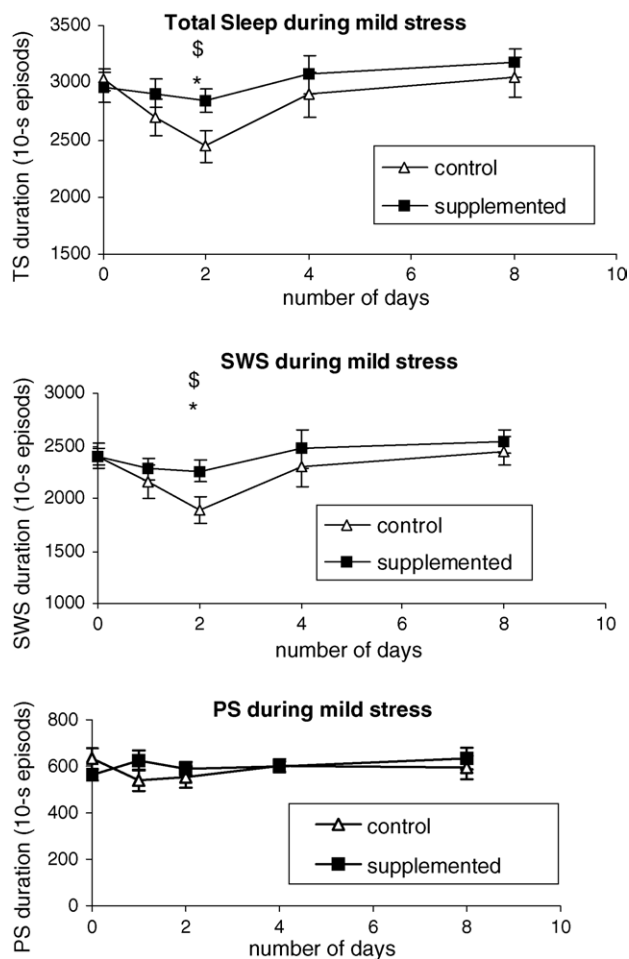 Total Sleep during mild stress
TS duration (10-s episods)
3500
3000
2500
2000
1500
$
*
control
supplemented
0
2
4
6
8
10
number of days
SWS during mild stress
SWS duration (10-s episods)
3000
2500
2000
1500
1000
$
*
control
supplemented
0
2
4
6
8
10
number of days
PS during mild stress
PS duration (10-s episods)
800
600
400
200
0
control
supplemented
0
2
4
6
8
10
number of days